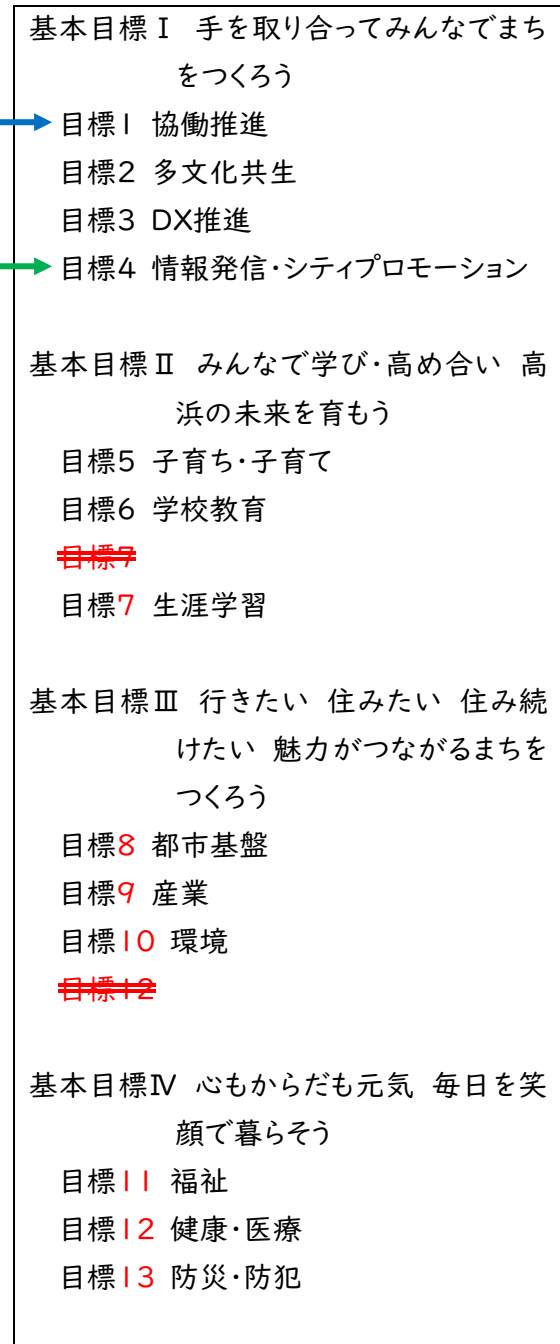 基本目標Ⅰ 手を取り合ってみんなでまち
をつくろう
目標1 協働推進
目標2 多文化共生
目標3 DX推進
目標4 情報発信・シティプロモーション
基本目標Ⅱ みんなで学び・高め合い 高
浜の未来を育もう
目標5 子育ち・子育て
目標6 学校教育
目標7
目標7 生涯学習
基本目標Ⅲ 行きたい 住みたい 住み続
けたい 魅力がつながるまちを
つくろう
目標8 都市基盤
目標9 産業
目標10 環境
目標12
基本目標Ⅳ 心もからだも元気 毎日を笑
顔で暮らそう
目標11 福祉
目標12 健康・医療
目標13 防災・防犯